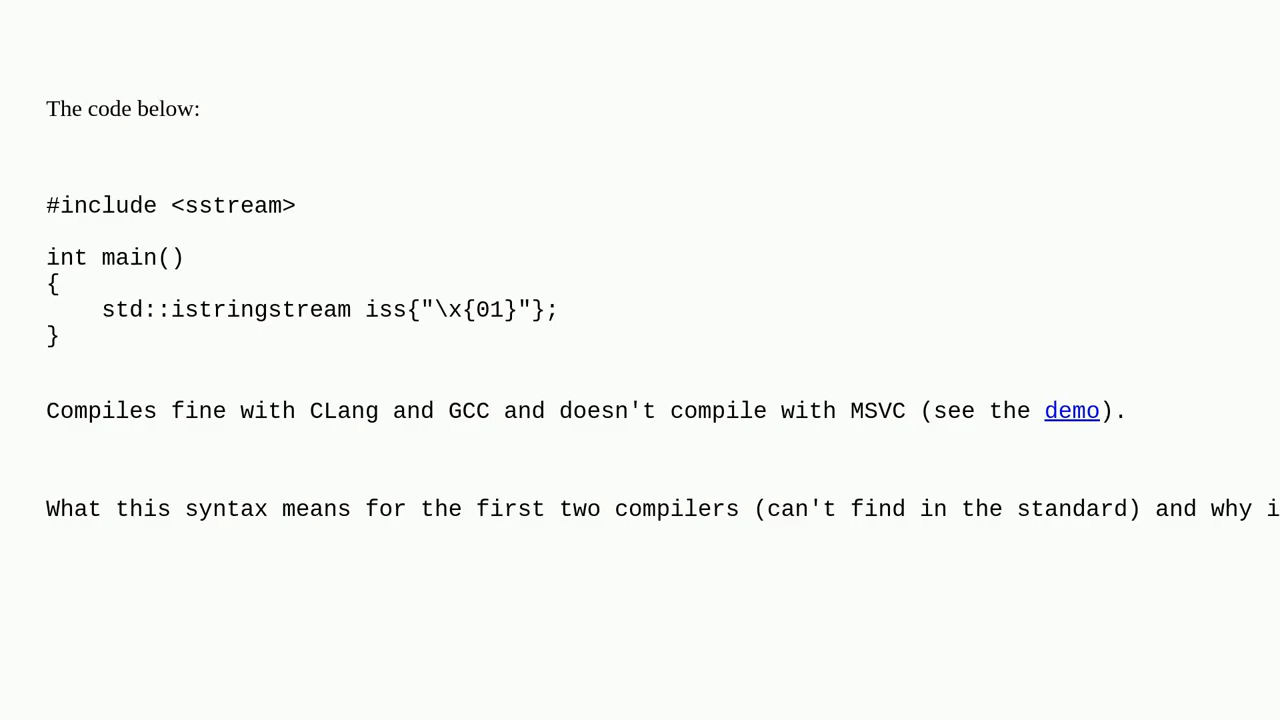 The code below:
#include <sstream>
int main()
{
    std::istringstream iss{"\x{01}"};
}
Compiles fine with CLang and GCC and doesn't compile with MSVC (see the demo).
What this syntax means for the first two compilers (can't find in the standard) and why i